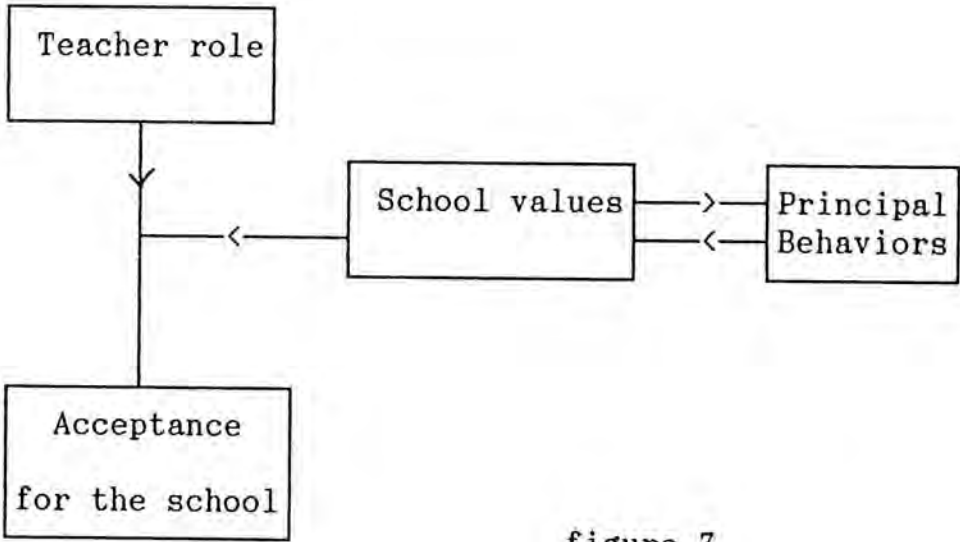 Teacher role
School values
Principal
Behaviors
Acceptance
for the school
figure 7